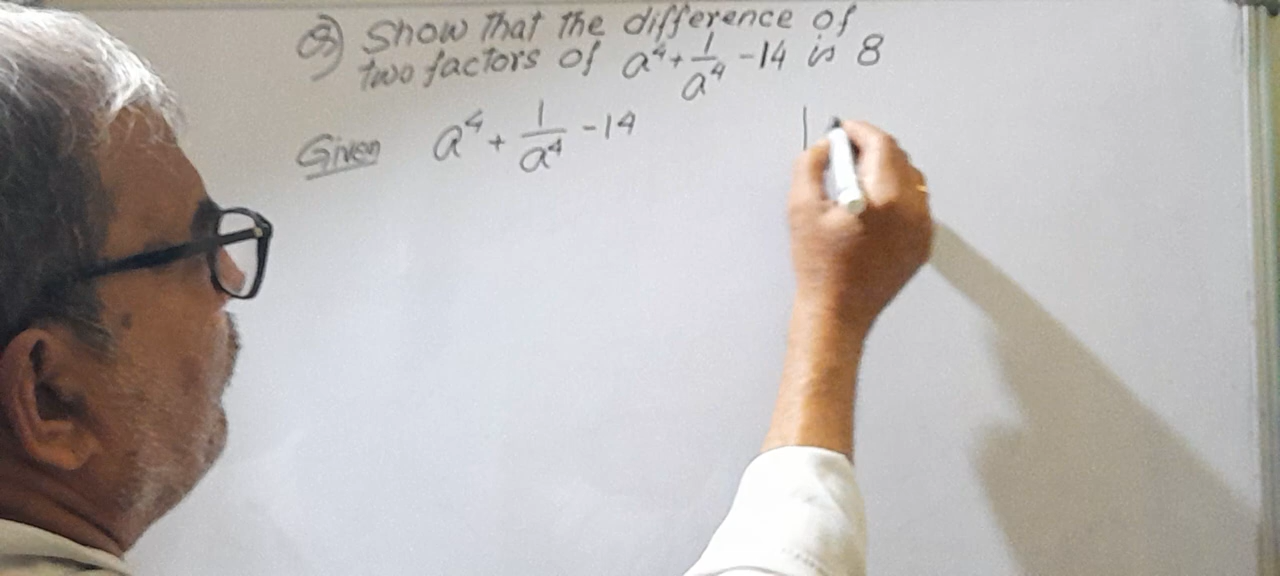 Q) Show that the difference of
two factors of a⁴ + 1/a⁴ - 14 is 8
Given a⁴ + 1/a⁴ - 14